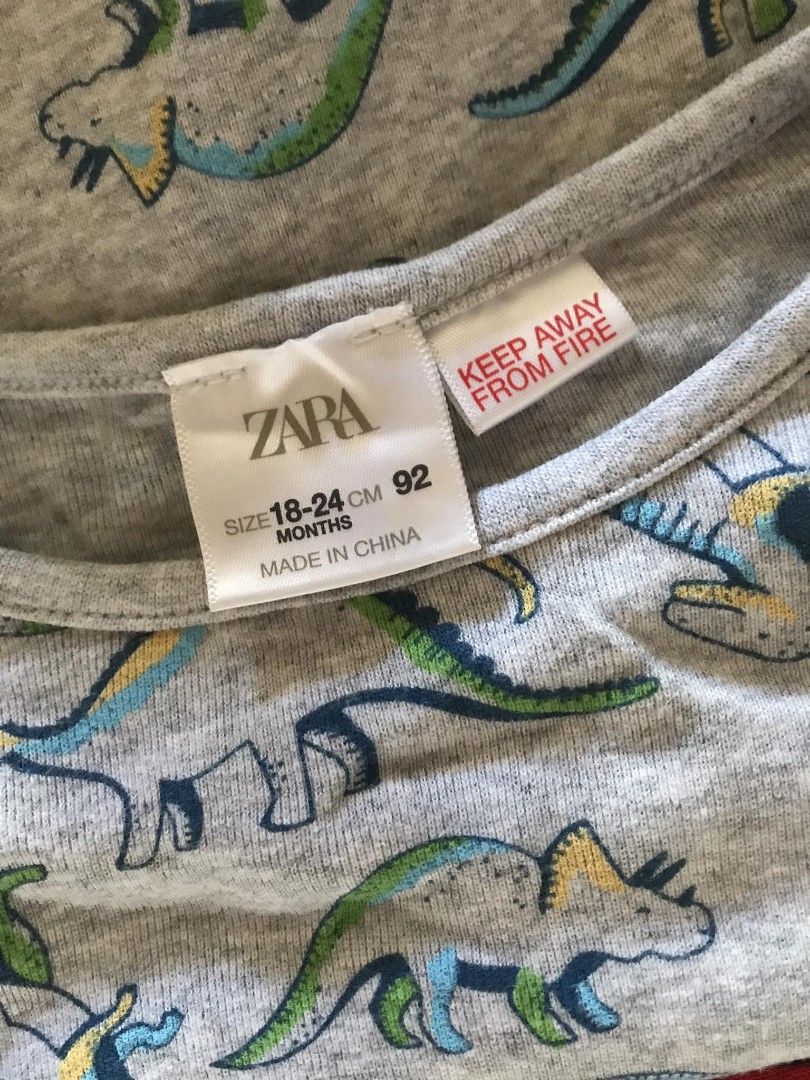 ZARA
SIZE 18-24 CM 92
MONTHS
MADE IN CHINA
KEEP AWAY
FROM FIRE